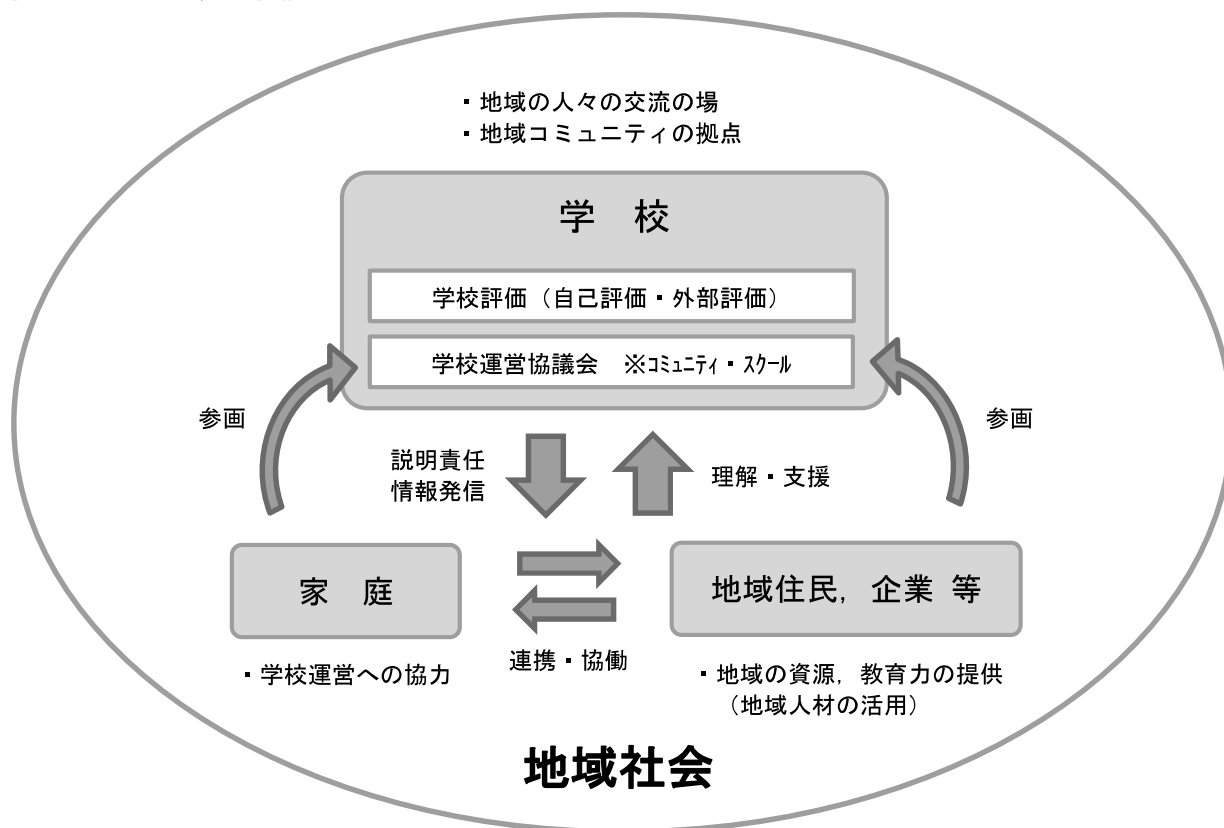 ・地域の人々の交流の場
・地域コミュニティの拠点
学 校
学校評価（自己評価・外部評価）
学校運営協議会 ※ｺﾐｭﾆﾃｨ・ｽｸｰﾙ
参画
参画
説明責任
情報発信
理解・支援
家 庭
地域住民，企業 等
連携・協働
・学校運営への協力
・地域の資源，教育力の提供
（地域人材の活用）
地域社会